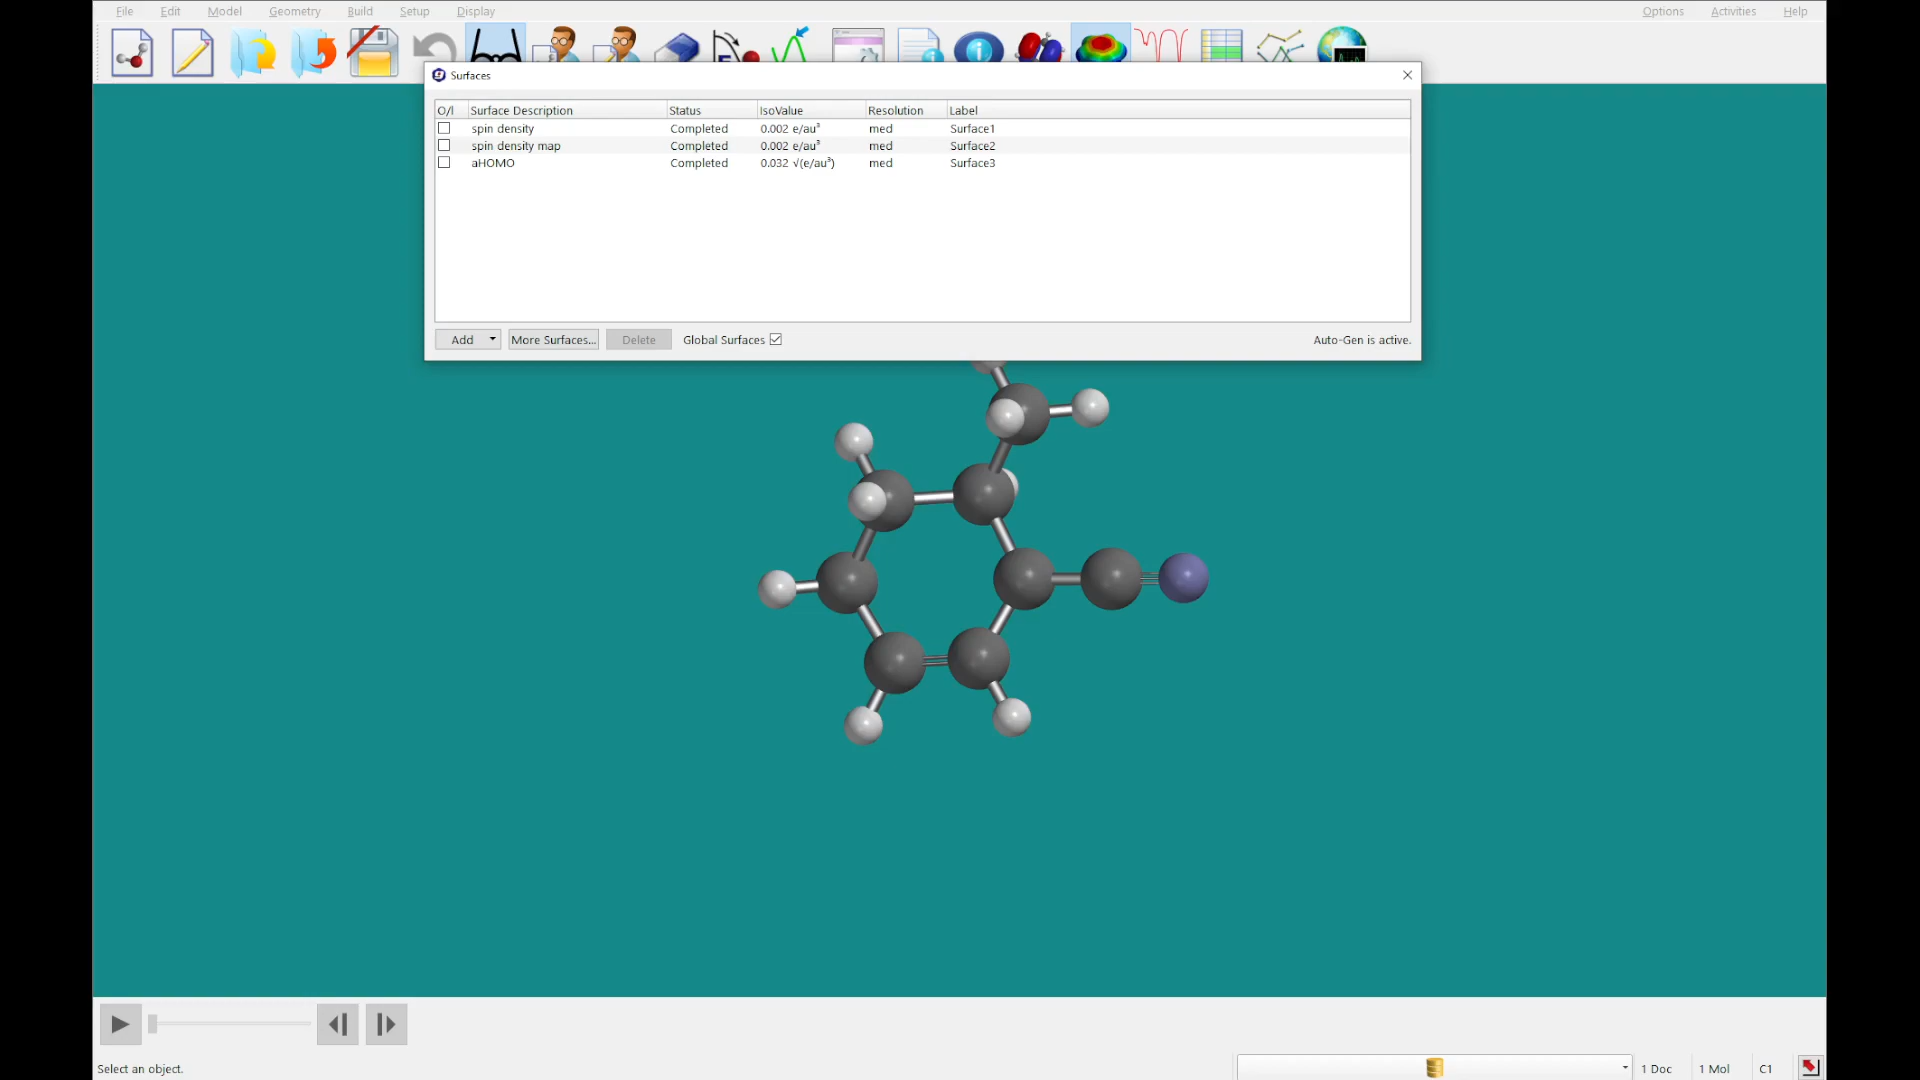 File Edit Model Geometry Build Setup Display Options Activities Help
Surfaces
O/I Surface Description Status IsoValue Resolution Label
spin density Completed 0.002 e/au³ med Surface1
spin density map Completed 0.002 e/au³ med Surface2
aHOMO Completed 0.032 √(e/au³) med Surface3
Add More Surfaces... Delete Global Surfaces Auto-Gen is active.
Select an object. 1 Doc 1 Mol C1